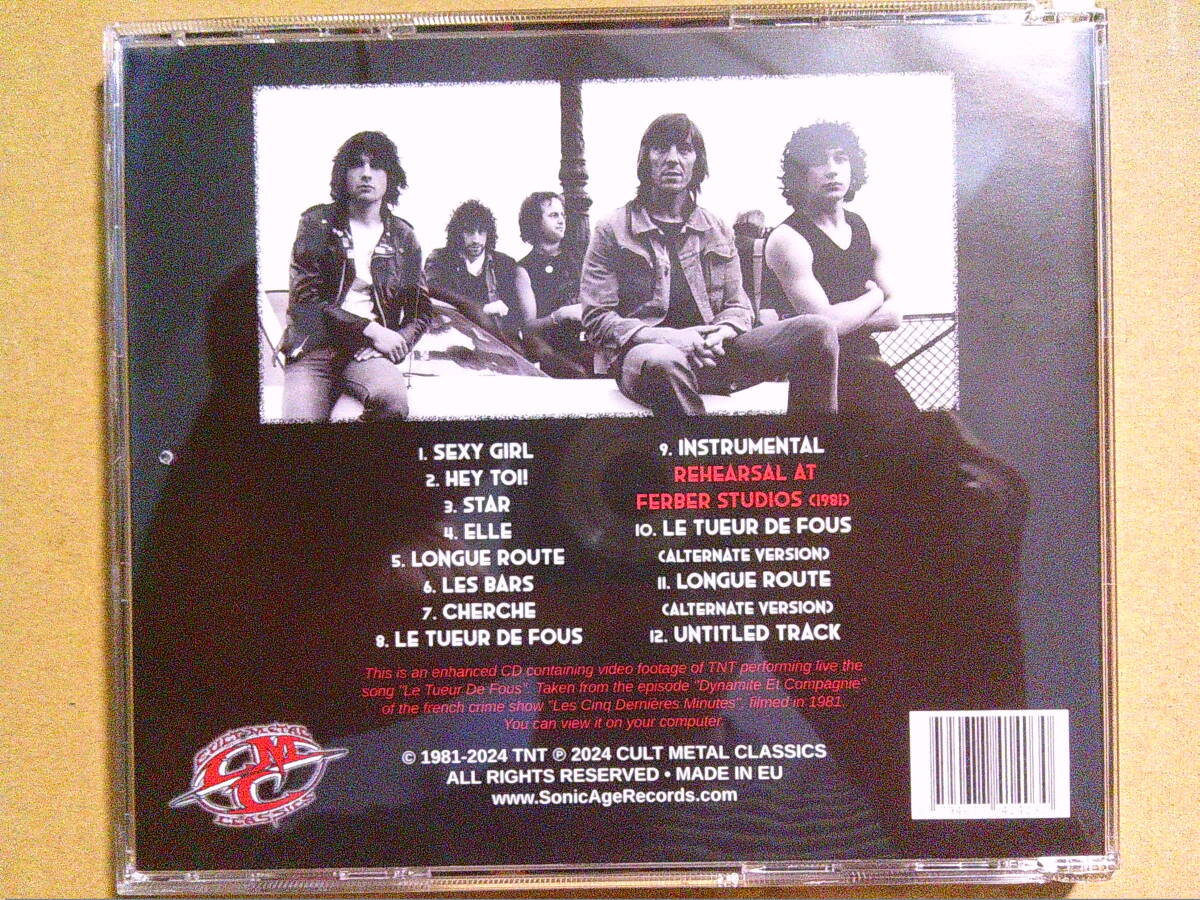 1. SEXY GIRL
2. HEY TOI!
3. STAR
4. ELLE
5. LONGUE ROUTE
6. LES BARS
7. CHERCHE
8. LE TUEUR DE FOUS
9. INSTRUMENTAL
REHEARSAL AT
FERBER STUDIOS (1981)
10. LE TUEUR DE FOUS
(ALTERNATE VERSION)
11. LONGUE ROUTE
(ALTERNATE VERSION)
12. UNTITLED TRACK
This is an enhanced CD containing video footage of TNT performing live the
song "Le Tueur De Fous". Taken from the episode "Dynamite Et Compagnie"
of the french crime show "Les Cinq Dernières Minutes", filmed in 1981.
You can view it on your computer.
CULT METAL
CMC
CLASSICS
© 1981-2024 TNT ℗ 2024 CULT METAL CLASSICS
ALL RIGHTS RESERVED • MADE IN EU
www.SonicAgeRecords.com